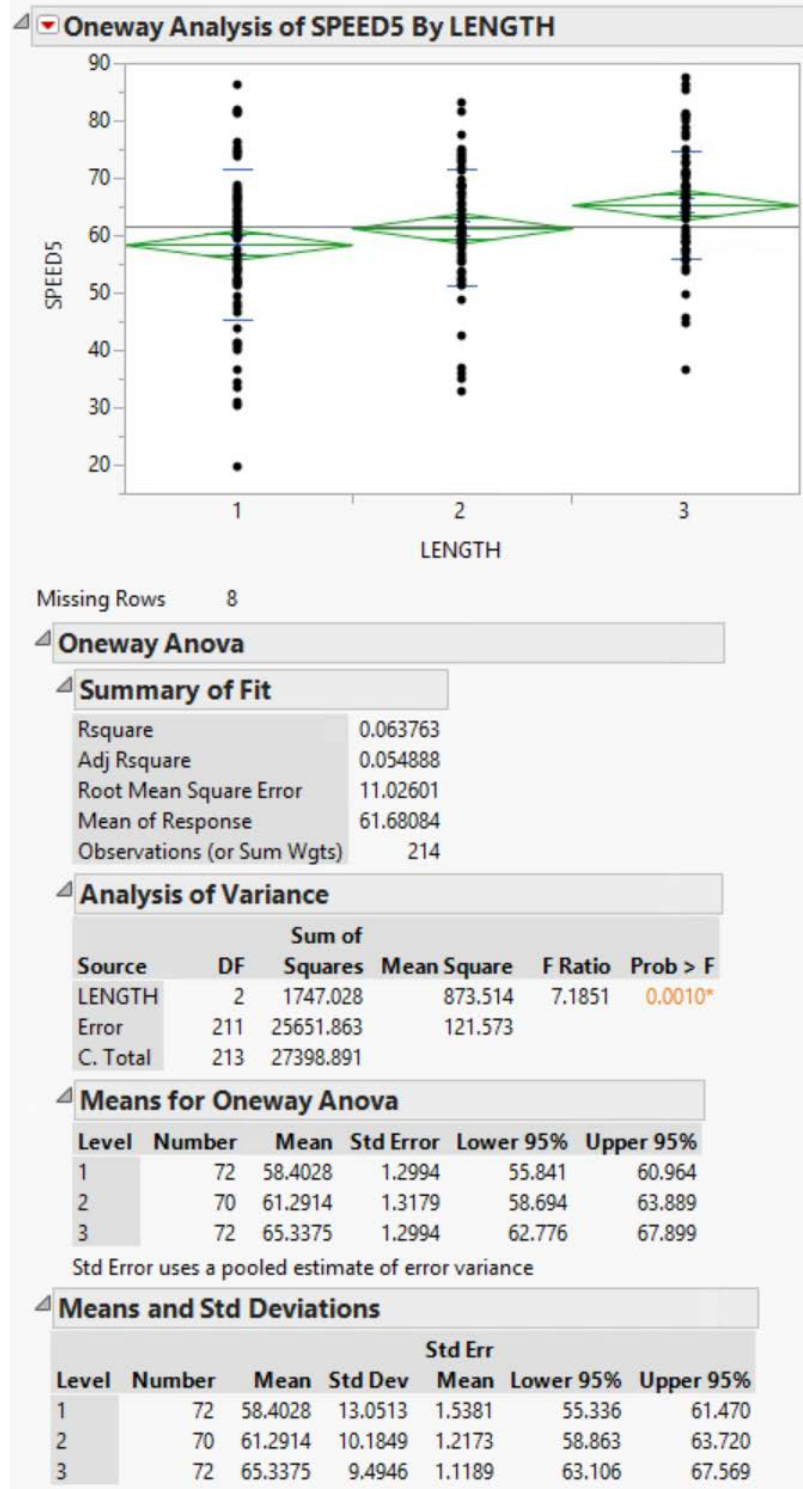 Oneway Analysis of SPEED5 By LENGTH
90
80
70
60
50
40
30
20
SPEED5
1 2 3
LENGTH
Missing Rows 8
Oneway Anova
Summary of Fit
Rsquare 0.063763
Adj Rsquare 0.054888
Root Mean Square Error 11.02601
Mean of Response 61.68084
Observations (or Sum Wgts) 214
Analysis of Variance
Sum of
Source DF Squares Mean Square F Ratio Prob > F
LENGTH 2 1747.028 873.514 7.1851 0.0010*
Error 211 25651.863 121.573
C. Total 213 27398.891
Means for Oneway Anova
Level Number Mean Std Error Lower 95% Upper 95%
1 72 58.4028 1.2994 55.841 60.964
2 70 61.2914 1.3179 58.694 63.889
3 72 65.3375 1.2994 62.776 67.899
Std Error uses a pooled estimate of error variance
Means and Std Deviations
Std Err
Level Number Mean Std Dev Mean Lower 95% Upper 95%
1 72 58.4028 13.0513 1.5381 55.336 61.470
2 70 61.2914 10.1849 1.2173 58.863 63.720
3 72 65.3375 9.4946 1.1189 63.106 67.569